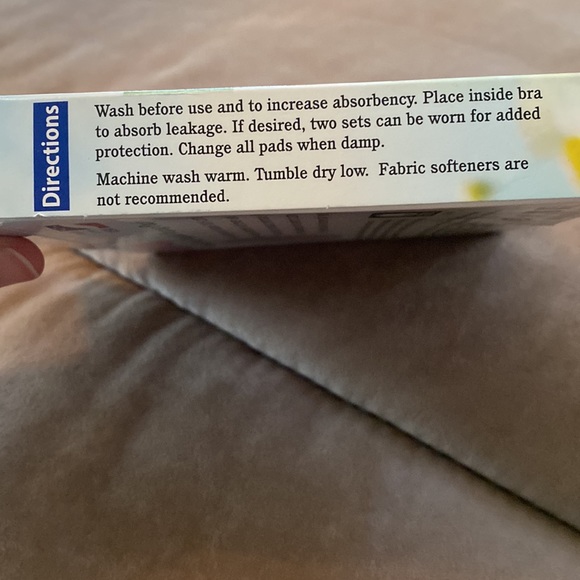 Directions
Wash before use and to increase absorbency. Place inside bra
to absorb leakage. If desired, two sets can be worn for added
protection. Change all pads when damp.
Machine wash warm. Tumble dry low. Fabric softeners are
not recommended.